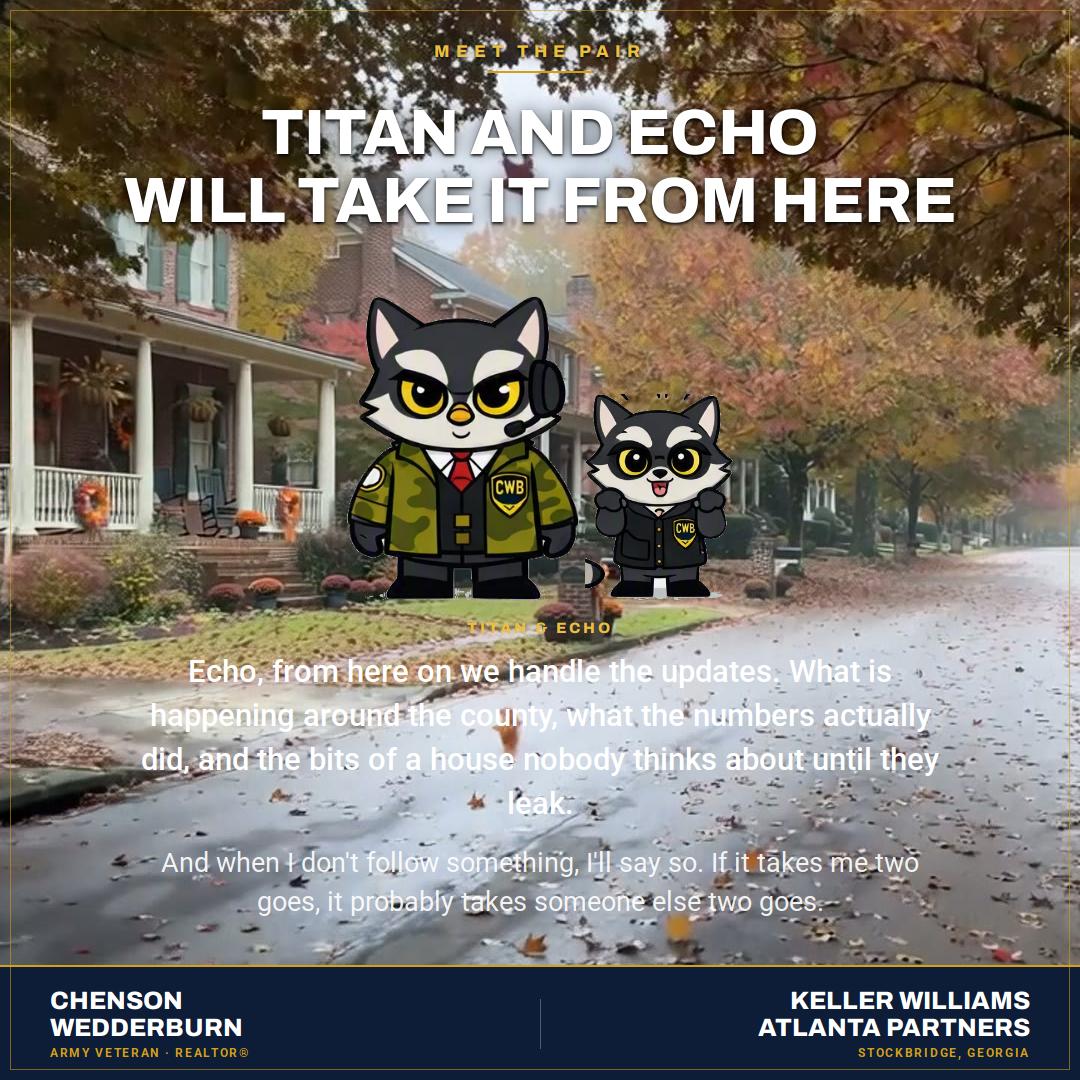 MEET THE PAIR
TITAN AND ECHO
WILL TAKE IT FROM HERE
CWB
CWB
TITAN & ECHO
Echo, from here on we handle the updates. What is
happening around the county, what the numbers actually
did, and the bits of a house nobody thinks about until they
leak.
And when I don't follow something, I'll say so. If it takes me two
goes, it probably takes someone else two goes.
CHENSON
WEDDERBURN
ARMY VETERAN · REALTOR®
KELLER WILLIAMS
ATLANTA PARTNERS
STOCKBRIDGE, GEORGIA